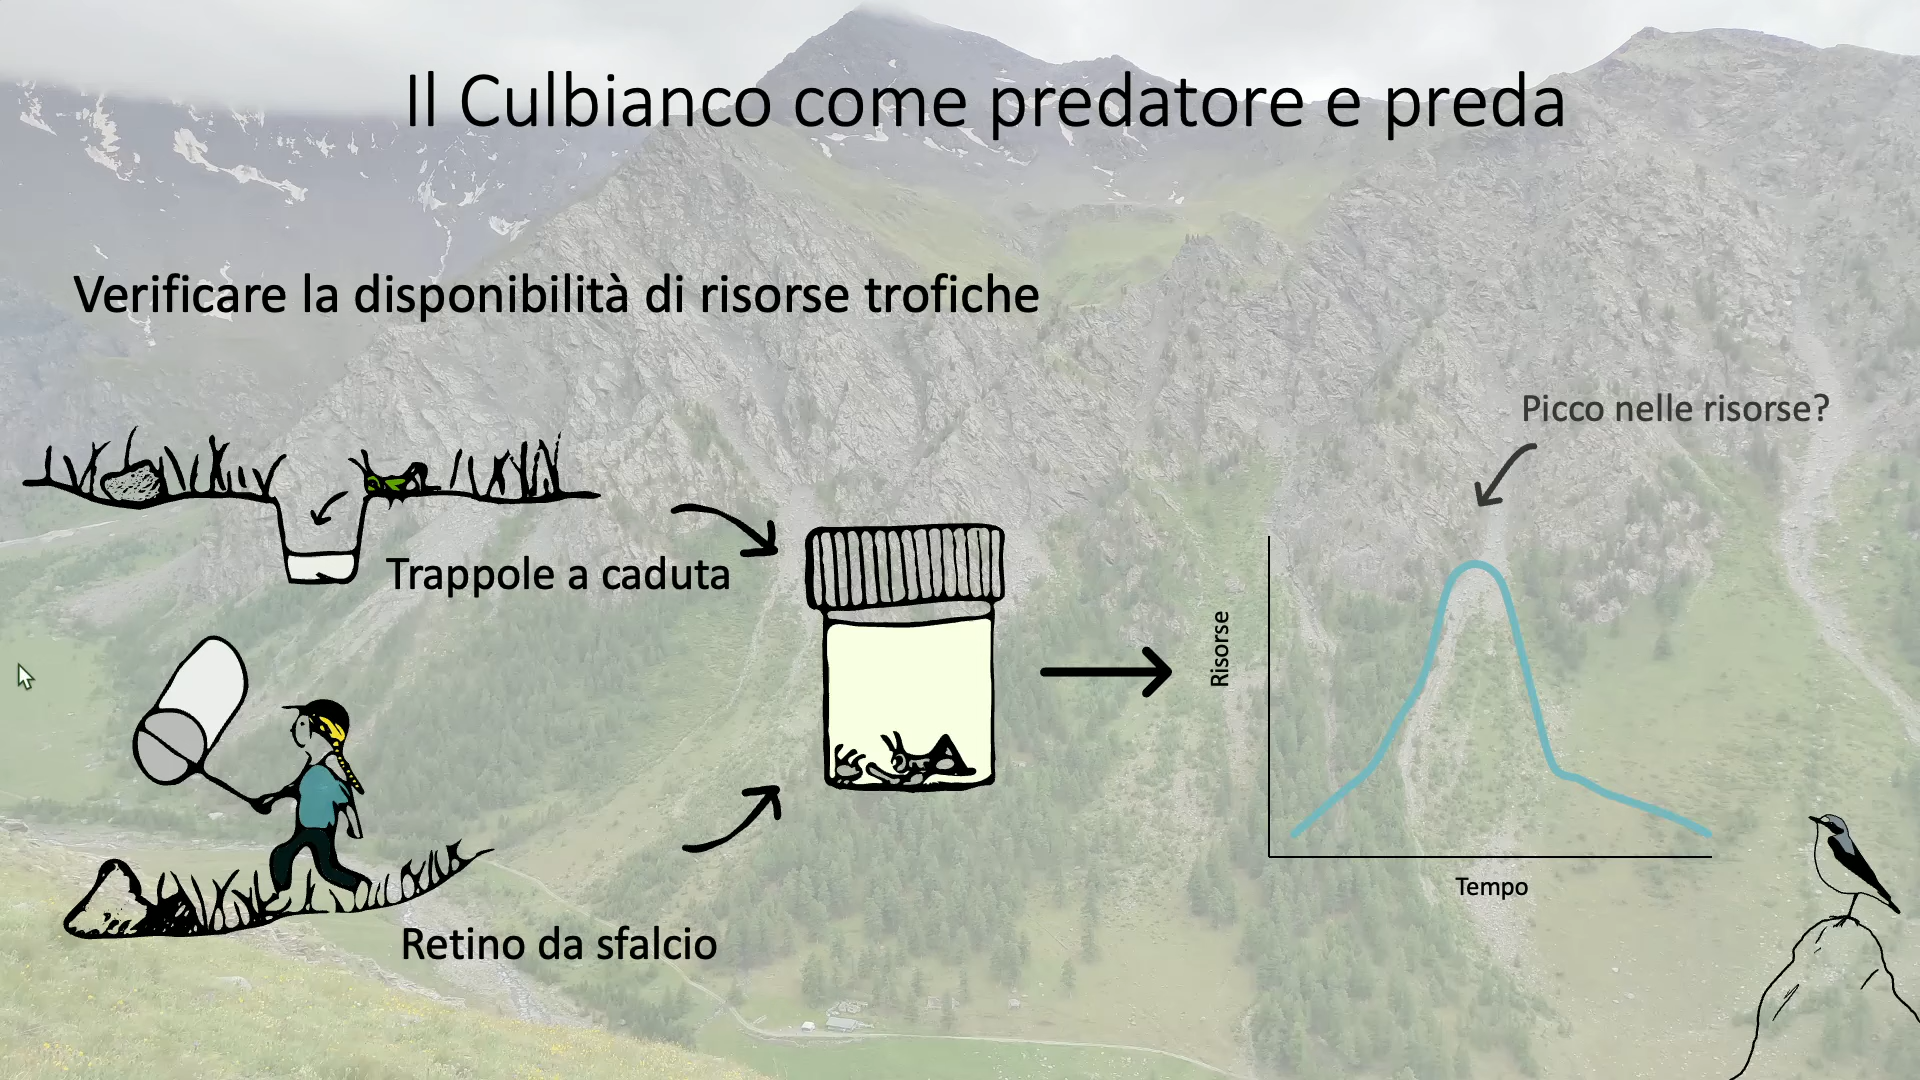 Il Culbianco come predatore e preda
Verificare la disponibilità di risorse trofiche
Picco nelle risorse?
Trappole a caduta
Risorse
Tempo
Retino da sfalcio